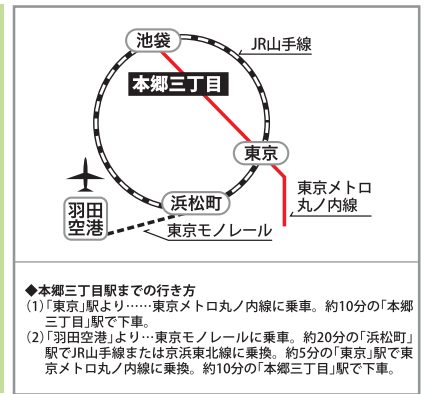 池袋
JR山手線
本郷三丁目
東京
東京メトロ
丸ノ内線
浜松町
羽田
空港
東京モノレール
◆本郷三丁目駅までの行き方
(1)「東京」駅より……東京メトロ丸ノ内線に乗車。約10分の「本郷
三丁目」駅で下車。
(2)「羽田空港」より…東京モノレールに乗車。約20分の「浜松町」
駅でJR山手線または京浜東北線に乗換。約5分の「東京」駅で東
京メトロ丸ノ内線に乗換。約10分の「本郷三丁目」駅で下車。